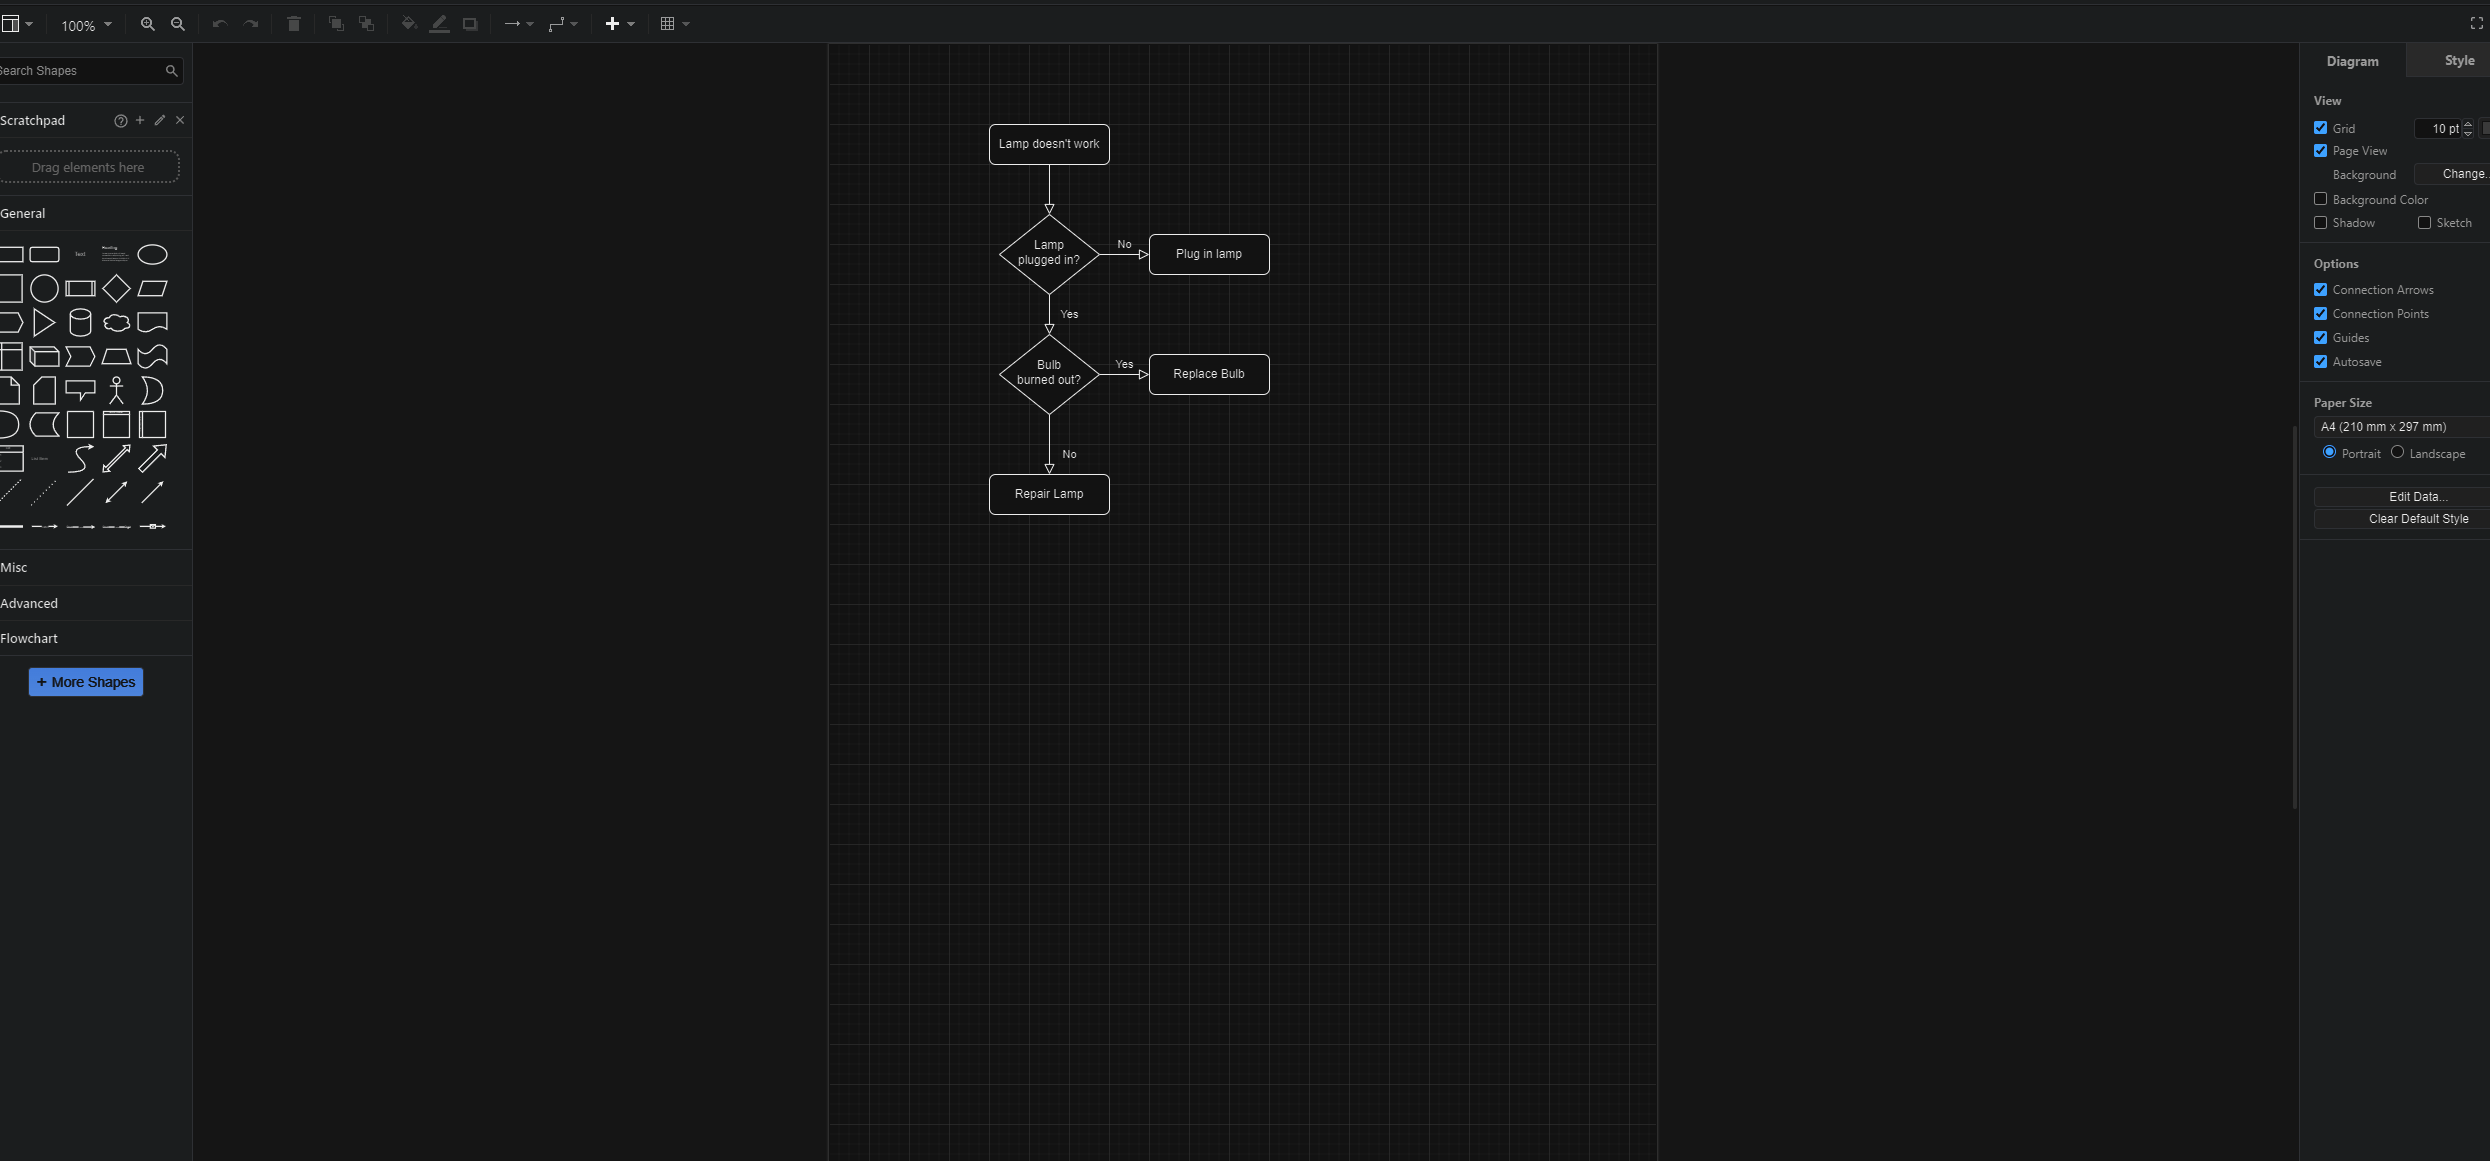 100%
Search Shapes
Scratchpad
Drag elements here
General
Text
Heading
Misc
Advanced
Flowchart
+ More Shapes
Lamp doesn't work
Lamp
plugged in?
No
Plug in lamp
Yes
Bulb
burned out?
Yes
Replace Bulb
No
Repair Lamp
Diagram
Style
View
Grid
10 pt
Page View
Background
Change...
Background Color
Shadow
Sketch
Options
Connection Arrows
Connection Points
Guides
Autosave
Paper Size
A4 (210 mm x 297 mm)
Portrait
Landscape
Edit Data...
Clear Default Style